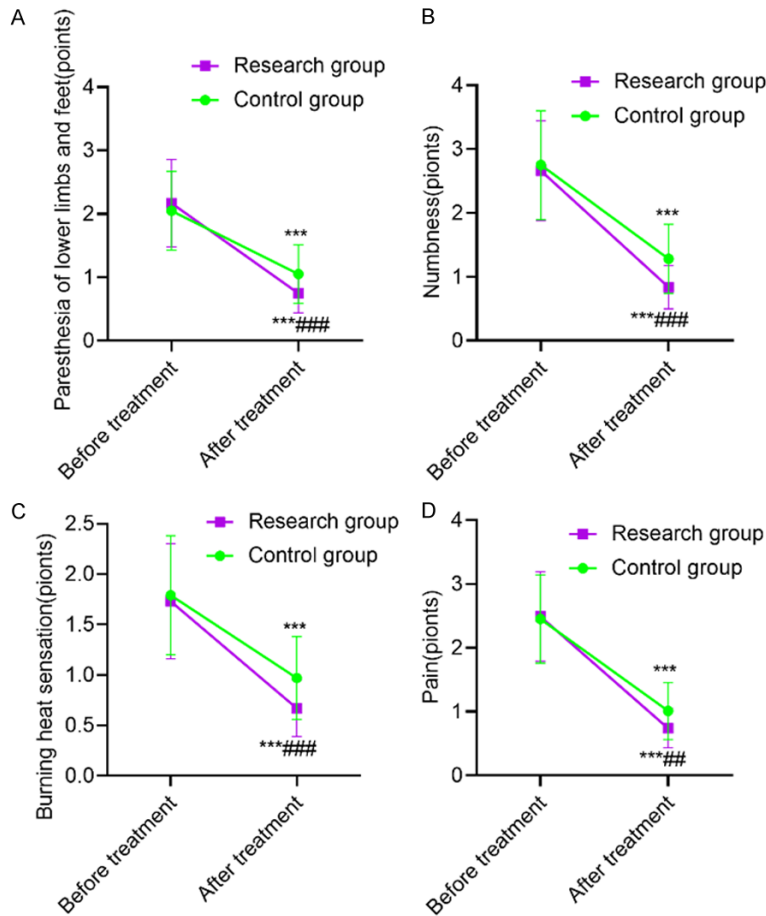 A
Paresthesia of lower limbs and feet(points)
4
3
2
1
0
Research group
Control group
***
***###
Before treatment
After treatment
B
Numbness(pionts)
4
3
2
1
0
Research group
Control group
***
***###
Before treatment
After treatment
C
Burning heat sensation(pionts)
2.5
2.0
1.5
1.0
0.5
0.0
Research group
Control group
***
***###
Before treatment
After treatment
D
Pain(pionts)
4
3
2
1
0
Research group
Control group
***
***##
Before treatment
After treatment